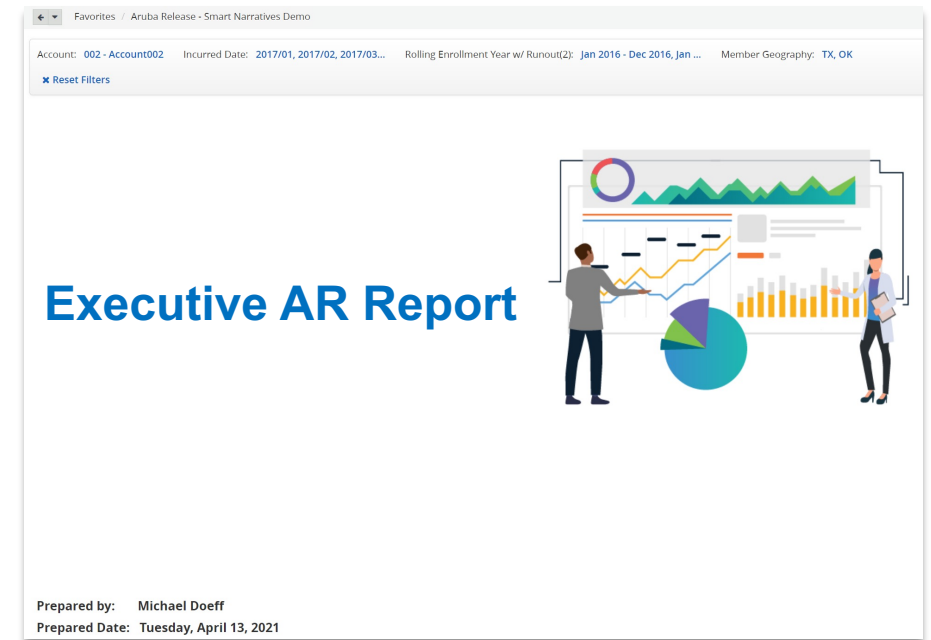 Favorites / Aruba Release - Smart Narratives Demo
Account: 002 - Account002 Incurred Date: 2017/01, 2017/02, 2017/03... Rolling Enrollment Year w/ Runout(2): Jan 2016 - Dec 2016, Jan ... Member Geography: TX, OK
✖ Reset Filters
Executive AR Report
Prepared by: Michael Doeff
Prepared Date: Tuesday, April 13, 2021